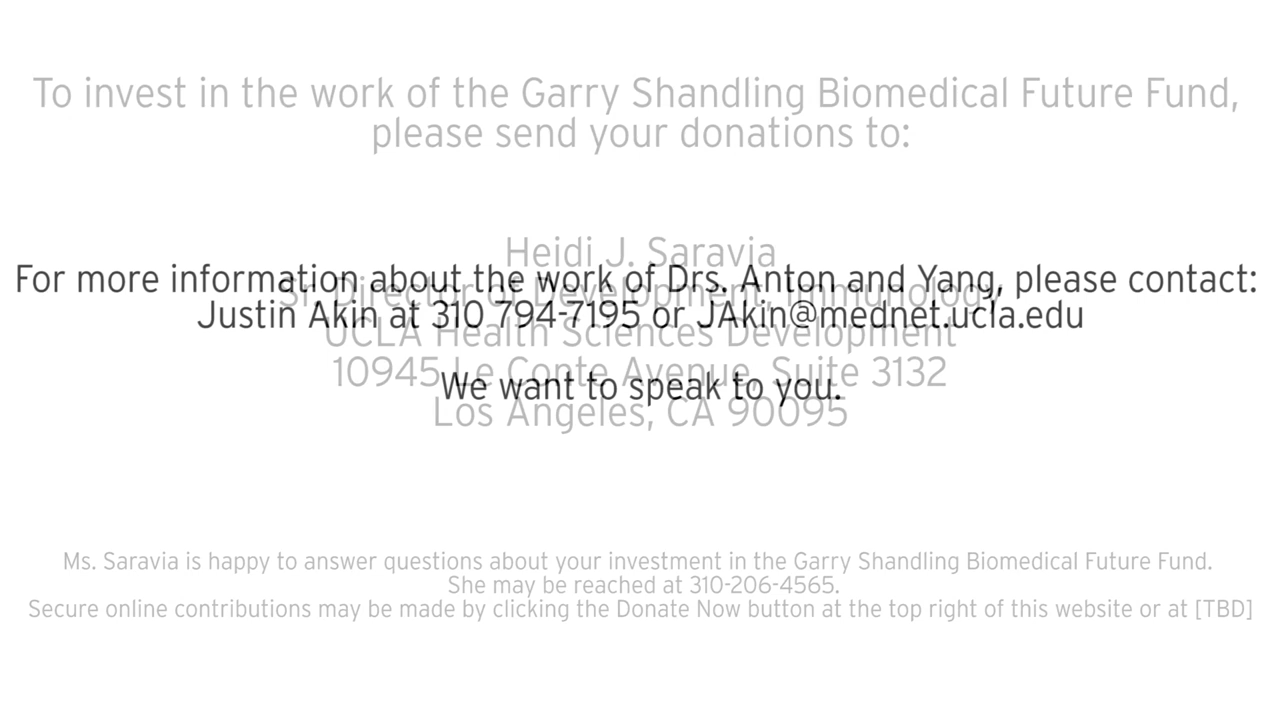 To invest in the work of the Garry Shandling Biomedical Future Fund,
please send your donations to:
Heidi J. Saravia
For more information about the work of Drs. Anton and Yang, please contact:
Sr. Director of Development, Immunology
Justin Akin at 310 794-7195 or JAkin@mednet.ucla.edu
UCLA Health Sciences Development
10945 Le Conte Avenue, Suite 3132
We want to speak to you.
Los Angeles, CA 90095
Ms. Saravia is happy to answer questions about your investment in the Garry Shandling Biomedical Future Fund.
She may be reached at 310-206-4565.
Secure online contributions may be made by clicking the Donate Now button at the top right of this website or at [TBD]